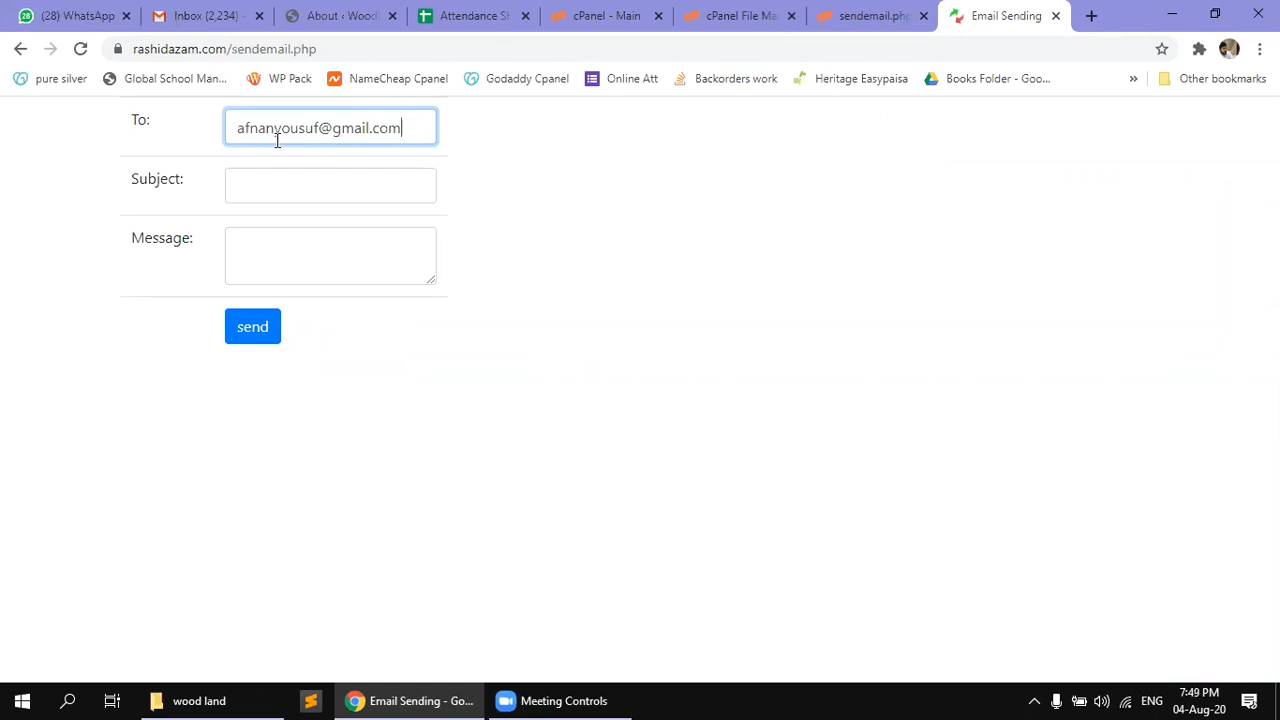 (28) WhatsApp
Inbox (2,234) -
About ‹ Wood
Attendance S
cPanel - Main
cPanel File Ma
sendemail.php
Email Sending
rashidazam.com/sendemail.php
pure silver
Global School Man...
WP Pack
NameCheap Cpanel
Godaddy Cpanel
Online Att
Backorders work
Heritage Easypaisa
Books Folder - Goo...
»
Other bookmarks
To:
afnanyousuf@gmail.com
Subject:
Message:
send
wood land
Email Sending - Go...
Meeting Controls
ENG
7:49 PM
04-Aug-20